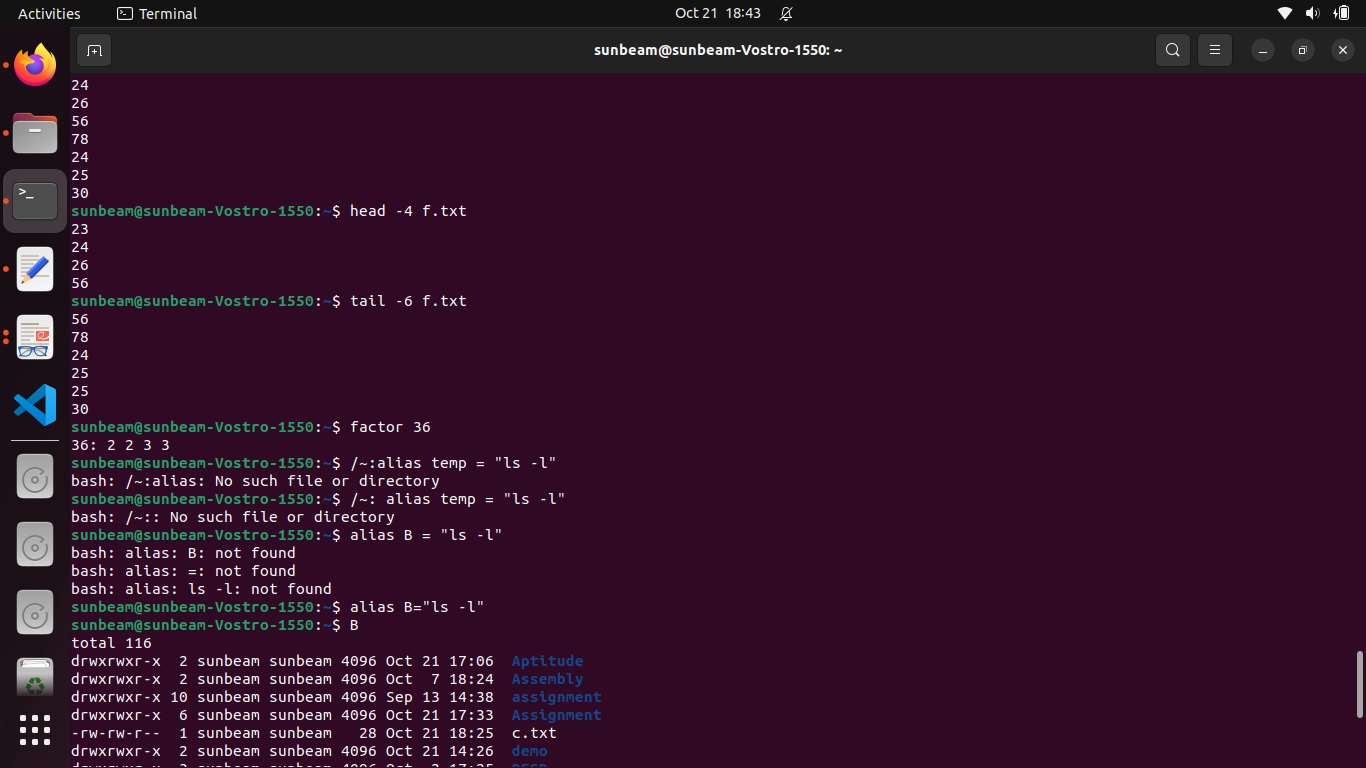 Activities Terminal Oct 21 18:43
sunbeam@sunbeam-Vostro-1550: ~
24
26
56
78
24
25
30
sunbeam@sunbeam-Vostro-1550:~$ head -4 f.txt
23
24
26
56
sunbeam@sunbeam-Vostro-1550:~$ tail -6 f.txt
56
78
24
25
25
30
sunbeam@sunbeam-Vostro-1550:~$ factor 36
36: 2 2 3 3
sunbeam@sunbeam-Vostro-1550:~$ /~:alias temp = "ls -l"
bash: /~:alias: No such file or directory
sunbeam@sunbeam-Vostro-1550:~$ /~: alias temp = "ls -l"
bash: /~:: No such file or directory
sunbeam@sunbeam-Vostro-1550:~$ alias B = "ls -l"
bash: alias: B: not found
bash: alias: =: not found
bash: alias: ls -l: not found
sunbeam@sunbeam-Vostro-1550:~$ alias B="ls -l"
sunbeam@sunbeam-Vostro-1550:~$ B
total 116
drwxrwxr-x  2 sunbeam sunbeam 4096 Oct 21 17:06  Aptitude
drwxrwxr-x  2 sunbeam sunbeam 4096 Oct  7 18:24  Assembly
drwxrwxr-x 10 sunbeam sunbeam 4096 Sep 13 14:38  assignment
drwxrwxr-x  6 sunbeam sunbeam 4096 Oct 21 17:33  Assignment
-rw-rw-r--  1 sunbeam sunbeam   28 Oct 21 18:25  c.txt
drwxrwxr-x  2 sunbeam sunbeam 4096 Oct 21 14:26  demo